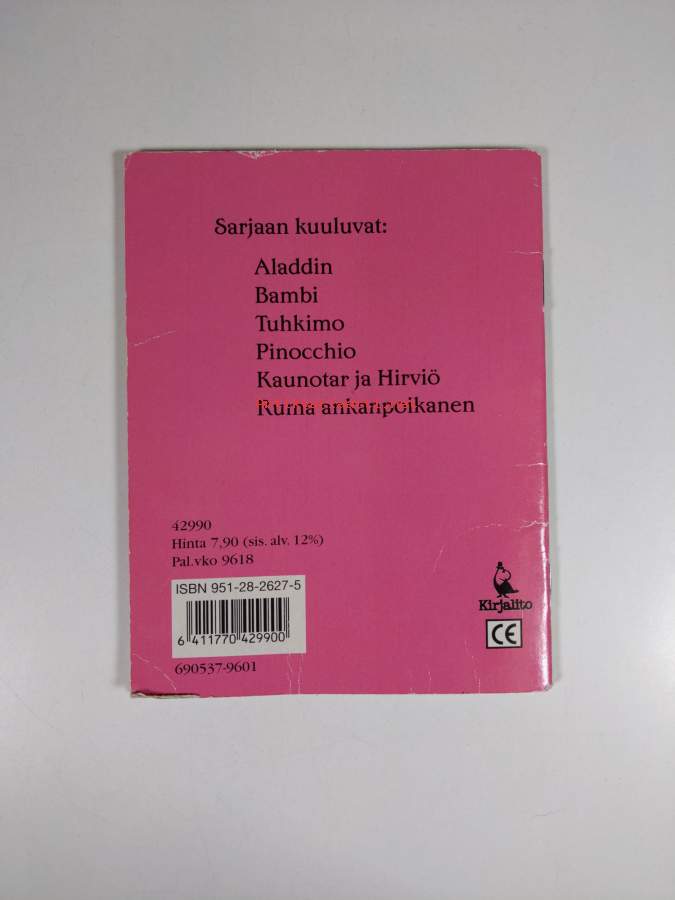 Sarjaan kuuluvat:
Aladdin
Bambi
Tuhkimo
Pinocchio
Kaunotar ja Hirviö
Ruma ankanpoikanen
42990
Hinta 7,90 (sis. alv. 12%)
Pal.vko 9618
ISBN 951-28-2627-5
6 411770 429900
690537-9601
Kirjalito
CE